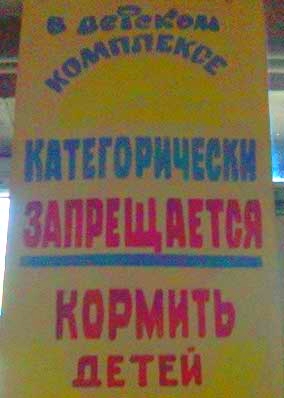 в детском
комплексе
КАТЕГОРИЧЕСКИ
ЗАПРЕЩАЕТСЯ
КОРМИТЬ
ДЕТЕЙ